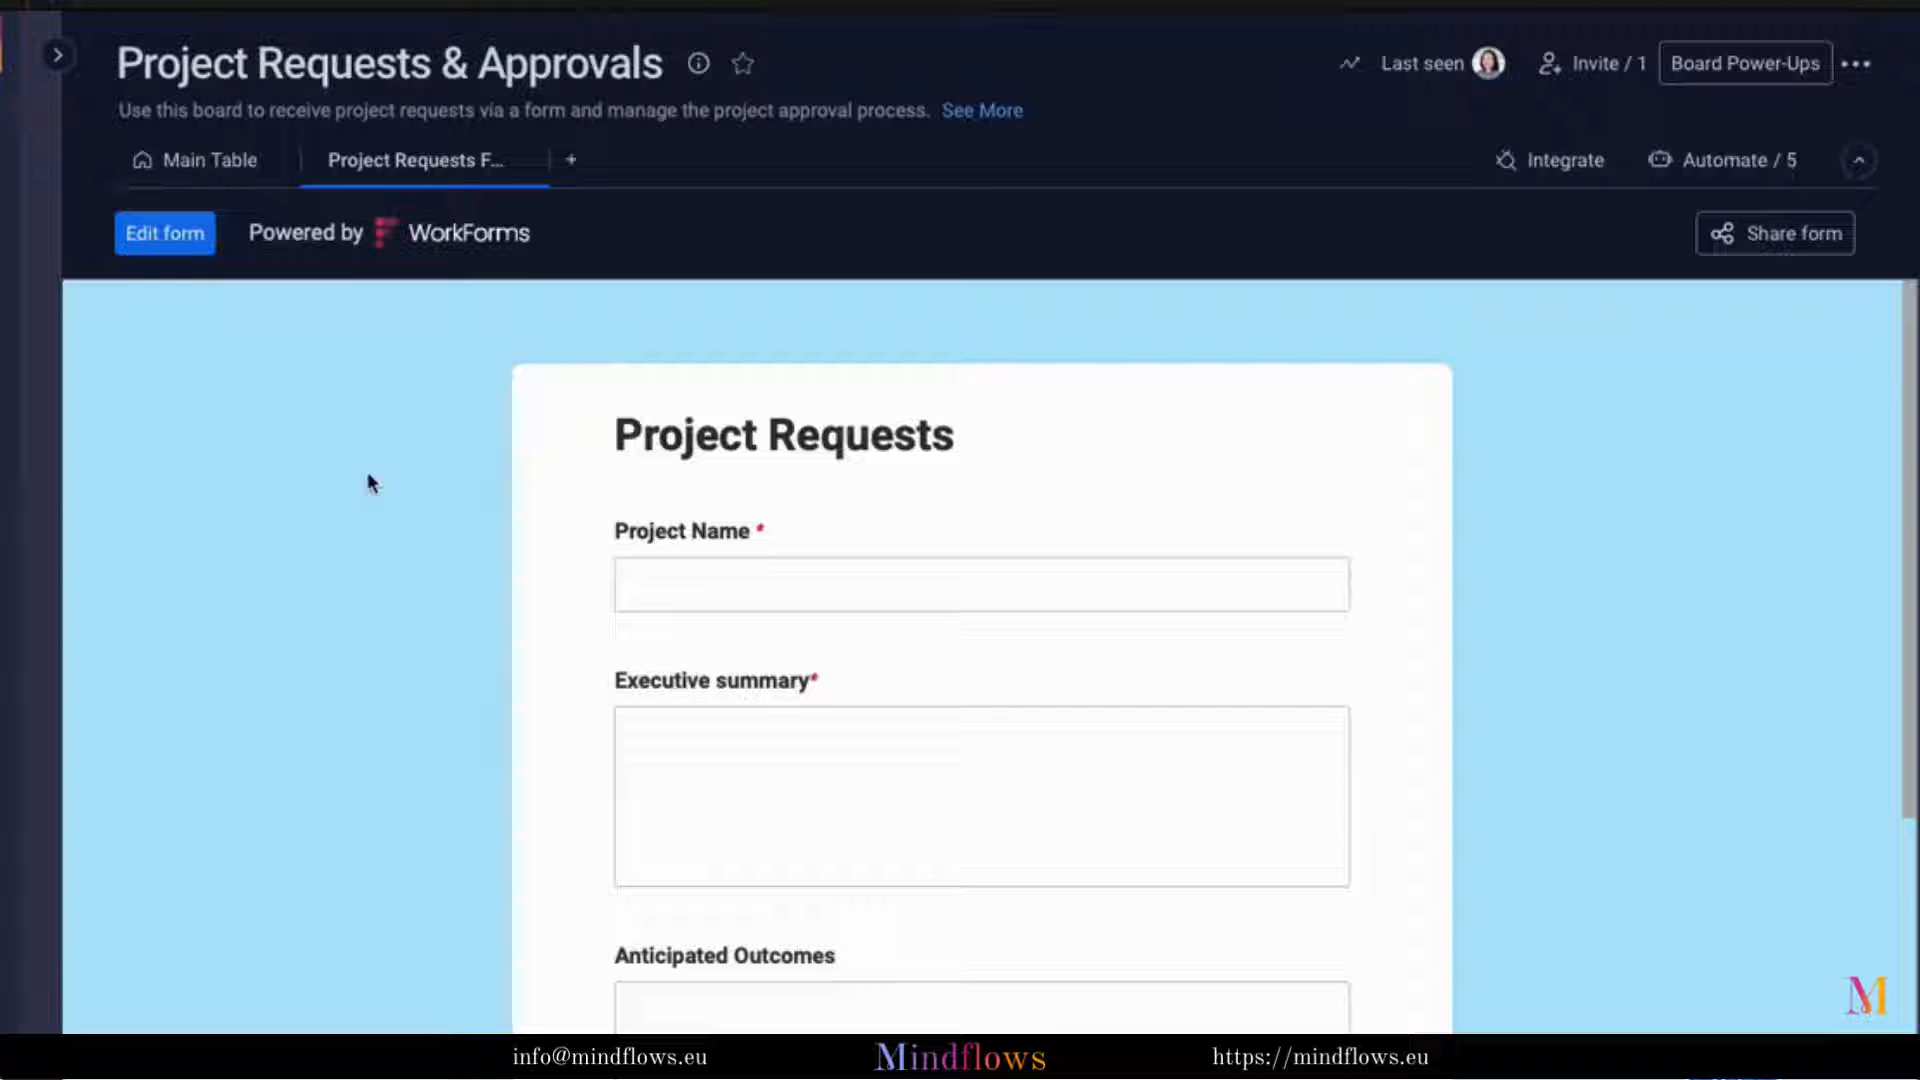 Project Requests & Approvals
Last seen
Invite / 1
Board Power-Ups
Use this board to receive project requests via a form and manage the project approval process. See More
Main Table
Project Requests F...
+
Integrate
Automate / 5
Edit form
Powered by WorkForms
Share form
Project Requests
Project Name *
Executive summary*
Anticipated Outcomes
M
info@mindflows.eu
Mindflows
https://mindflows.eu